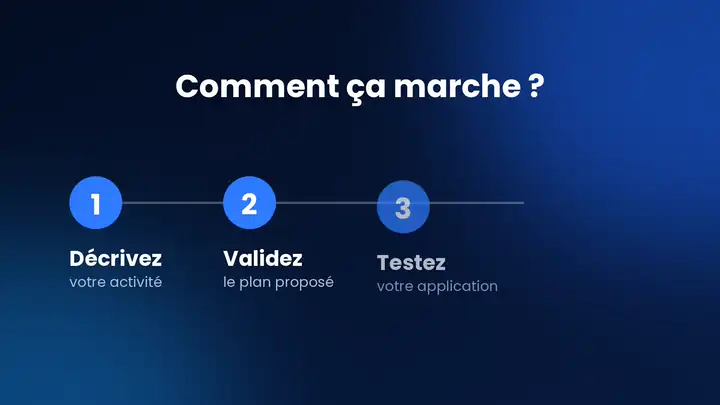 Comment ça marche ?
1
2
3
Décrivez
votre activité
Validez
le plan proposé
Testez
votre application